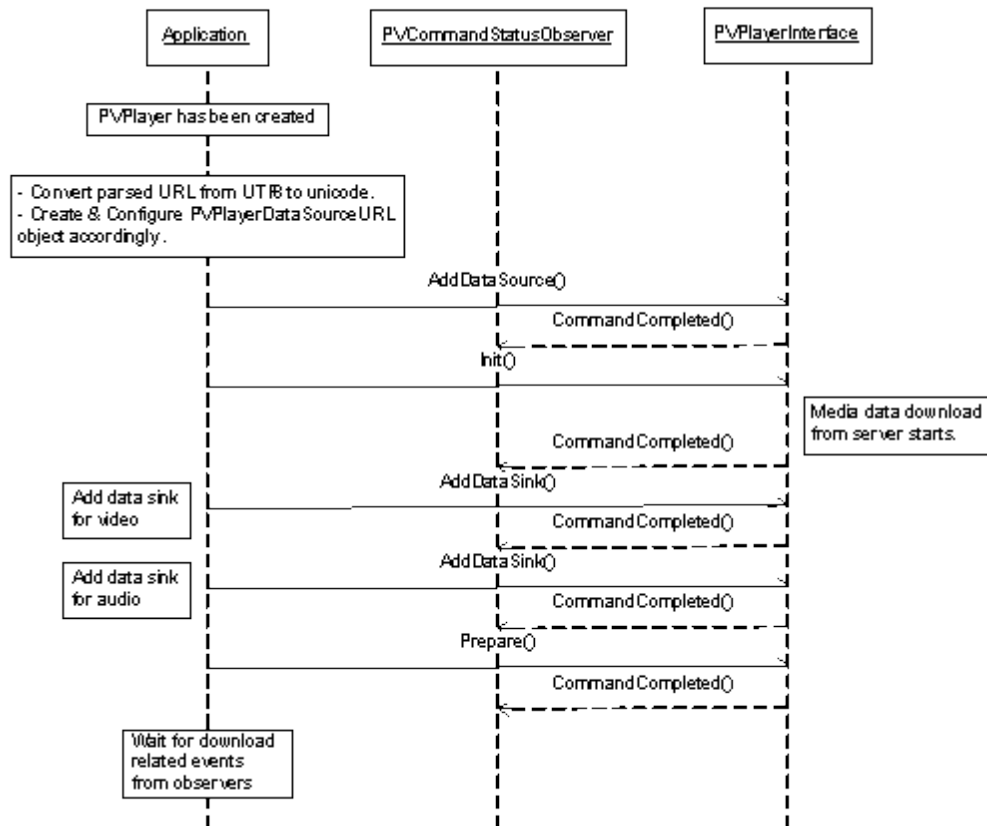 Application
PVCommandStatusObserver
PVPlayerInterface
PVPlayer has been created
- Convert parsed URL from UTF8 to unicode.
- Create & Configure PVPlayerDataSourceURL
object accordingly.
AddDataSource()
CommandCompleted()
Init()
Media data download
from server starts.
CommandCompleted()
AddDataSink()
Add data sink
for video
CommandCompleted()
AddDataSink()
Add data sink
for audio
CommandCompleted()
Prepare()
CommandCompleted()
Wait for download
related events
from observers